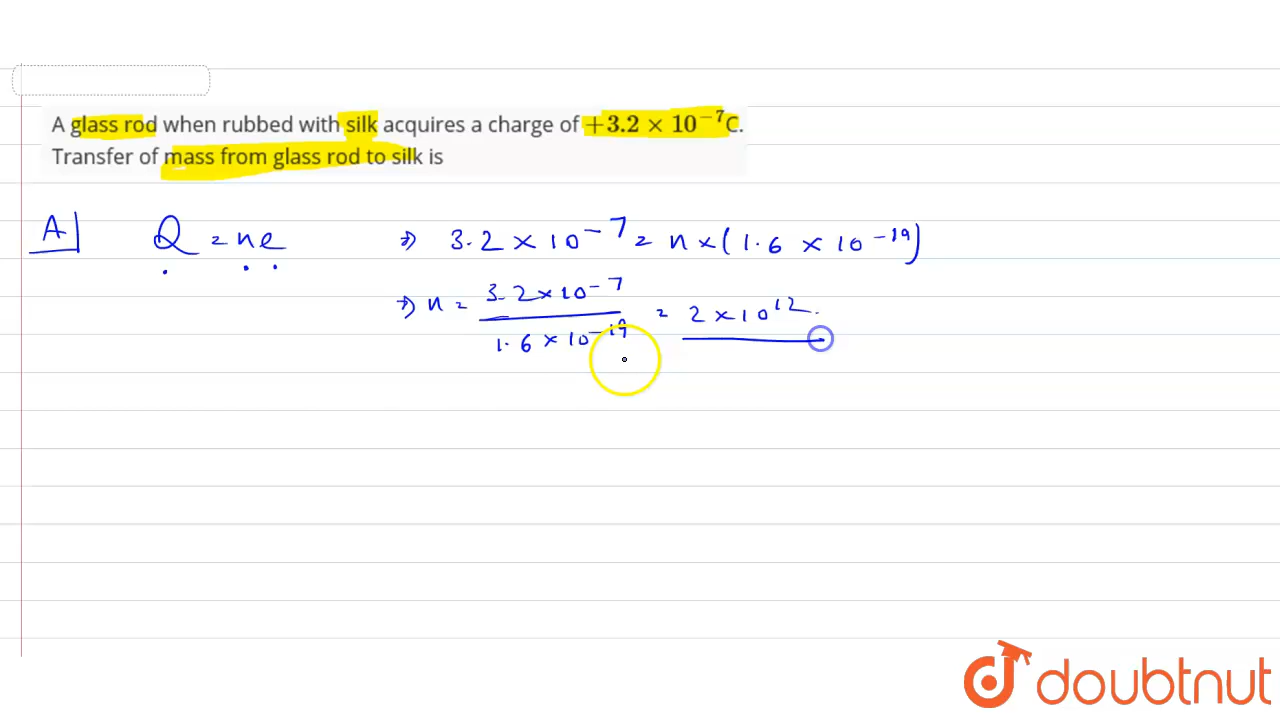 A glass rod when rubbed with silk acquires a charge of +3.2 × 10⁻⁷C.
Transfer of mass from glass rod to silk is
A| Q = ne ⇒ 3.2 × 10⁻⁷ = n × (1.6 × 10⁻¹⁹)
⇒ n = 3.2 × 10⁻⁷ / 1.6 × 10⁻¹⁹ = 2 × 10¹².
doubtnut